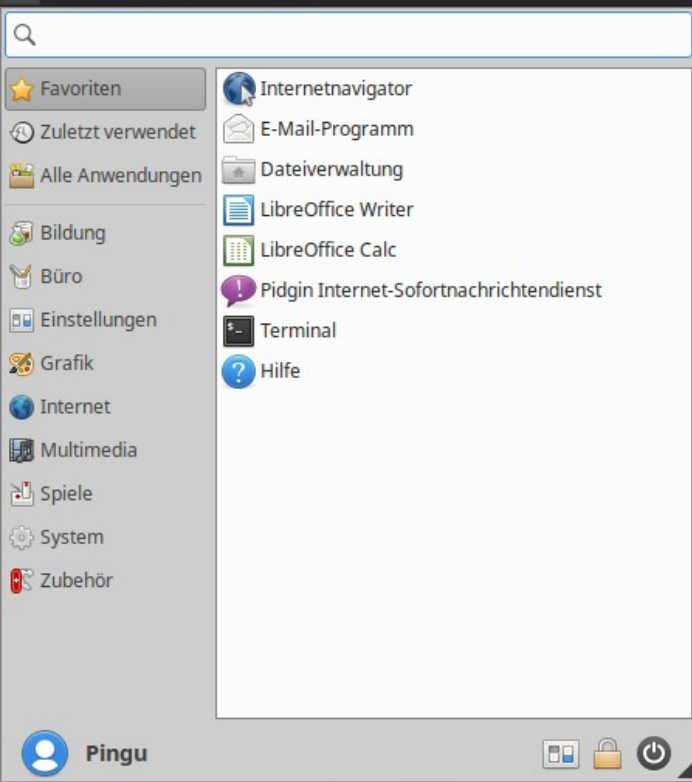 Favoriten
Zuletzt verwendet
Alle Anwendungen
Bildung
Büro
Einstellungen
Grafik
Internet
Multimedia
Spiele
System
Zubehör
Internetnavigator
E-Mail-Programm
Dateiverwaltung
LibreOffice Writer
LibreOffice Calc
Pidgin Internet-Sofortnachrichtendienst
Terminal
Hilfe
Pingu